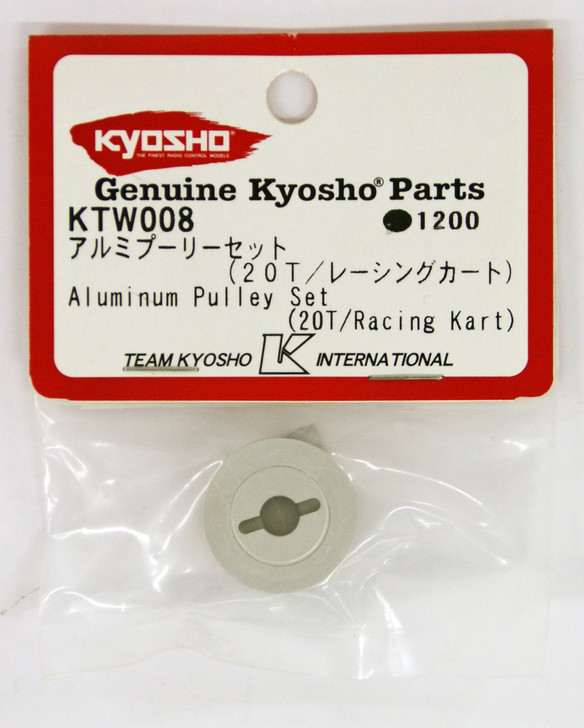 KYOSHO
THE FINEST RADIO CONTROL MODELS
Genuine Kyosho® Parts
KTW008 ●1200
アルミプーリーセット
(20T/レーシングカート)
Aluminum Pulley Set
(20T/Racing Kart)
TEAM KYOSHO K INTERNATIONAL